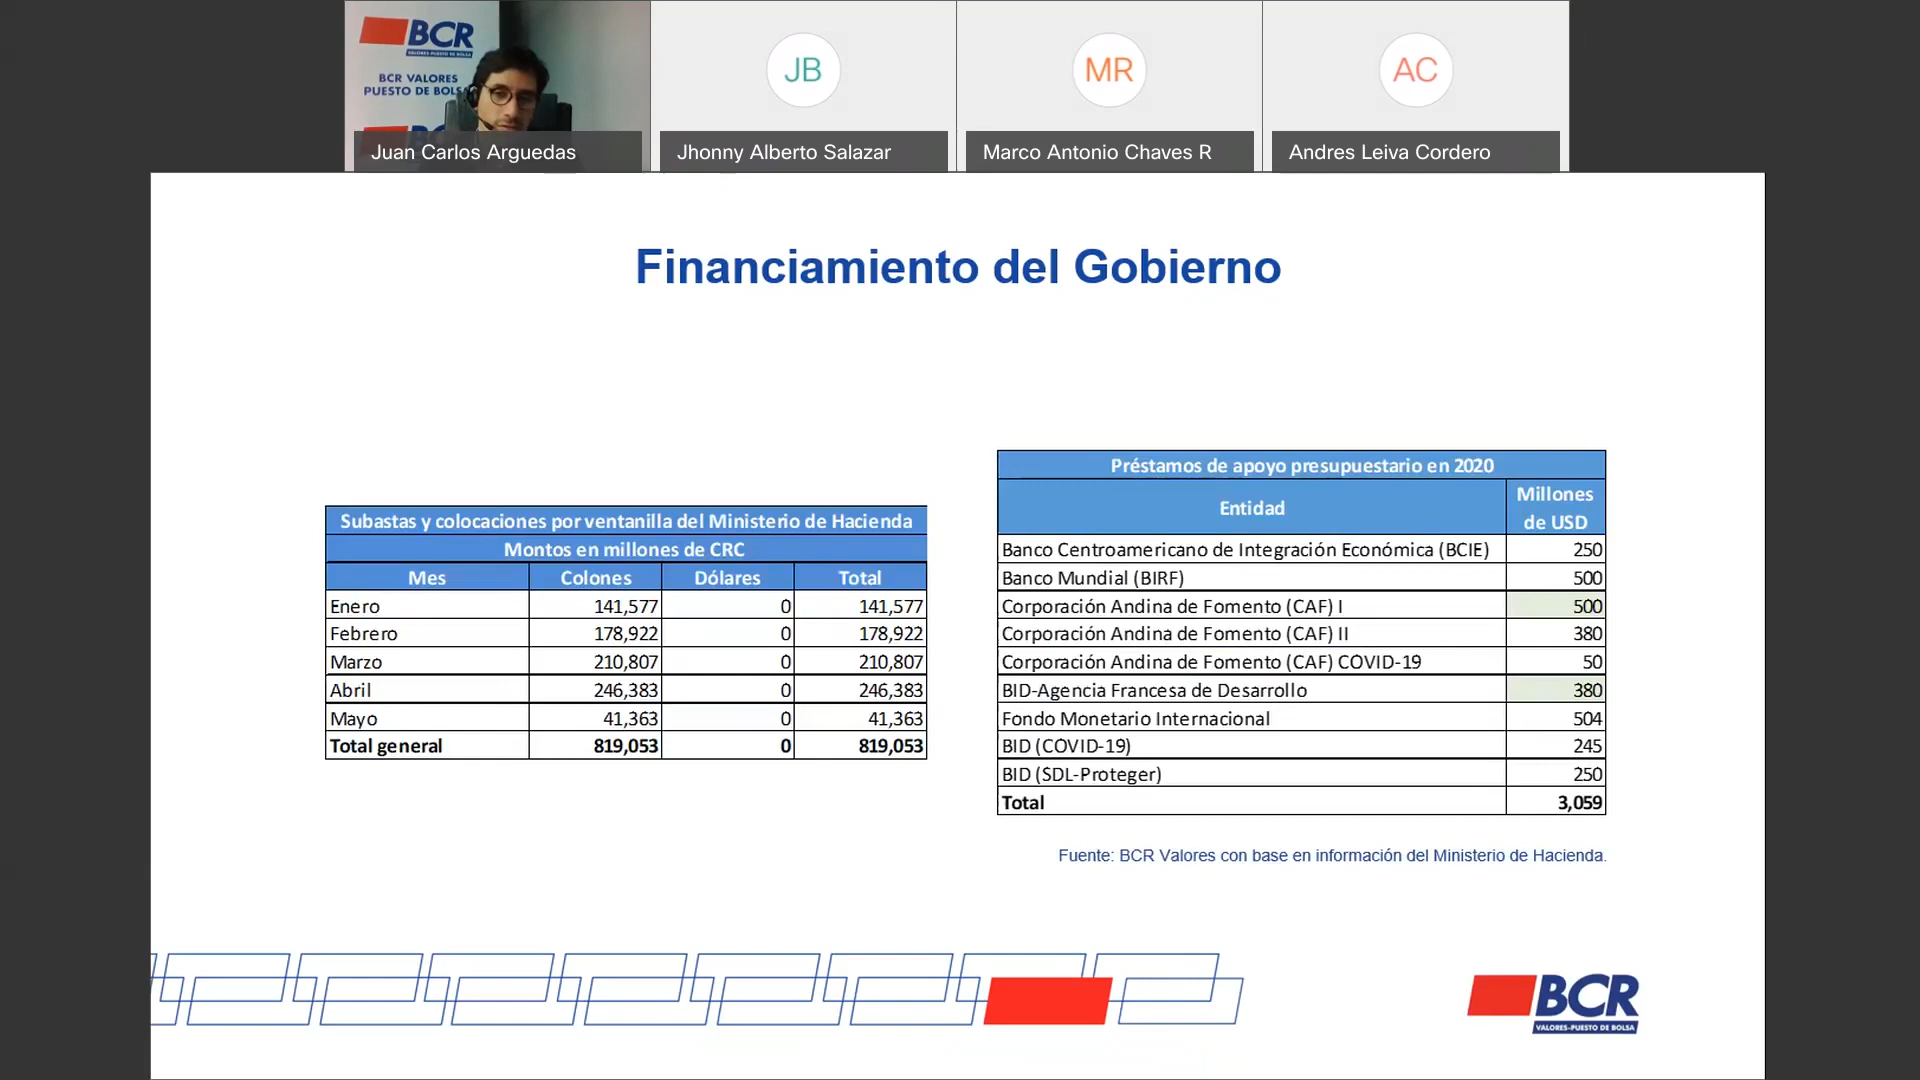 BCR
VALORES-PUESTO DE BOLSA
BCR VALORES
PUESTO DE BOLS
JB
MR
AC
Juan Carlos Arguedas
Jhonny Alberto Salazar
Marco Antonio Chaves R
Andres Leiva Cordero
Financiamiento del Gobierno
Subastas y colocaciones por ventanilla del Ministerio de Hacienda
Montos en millones de CRC
Mes Colones Dólares Total
Enero 141,577 0 141,577
Febrero 178,922 0 178,922
Marzo 210,807 0 210,807
Abril 246,383 0 246,383
Mayo 41,363 0 41,363
Total general 819,053 0 819,053
Préstamos de apoyo presupuestario en 2020
Entidad Millones
de USD
Banco Centroamericano de Integración Económica (BCIE) 250
Banco Mundial (BIRF) 500
Corporación Andina de Fomento (CAF) I 500
Corporación Andina de Fomento (CAF) II 380
Corporación Andina de Fomento (CAF) COVID-19 50
BID-Agencia Francesa de Desarrollo 380
Fondo Monetario Internacional 504
BID (COVID-19) 245
BID (SDL-Proteger) 250
Total 3,059
Fuente: BCR Valores con base en información del Ministerio de Hacienda.
BCR
VALORES-PUESTO DE BOLSA